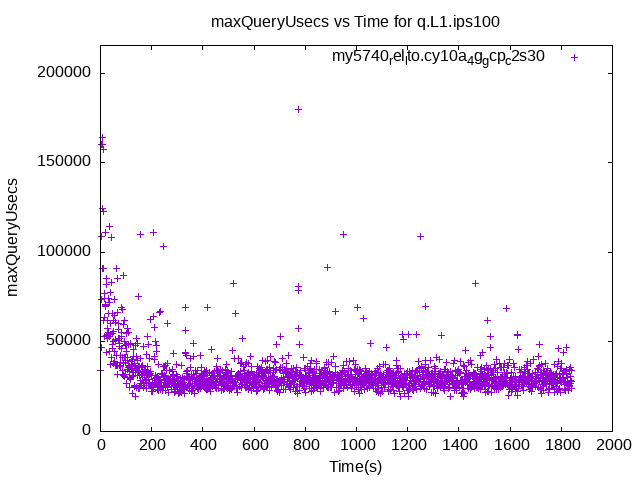 maxQueryUsecs vs Time for q.L1.ips100
my5740relto.cy10a4ggcpc2s30
200000
150000
100000
50000
0
maxQueryUsecs
0 200 400 600 800 1000 1200 1400 1600 1800 2000
Time(s)